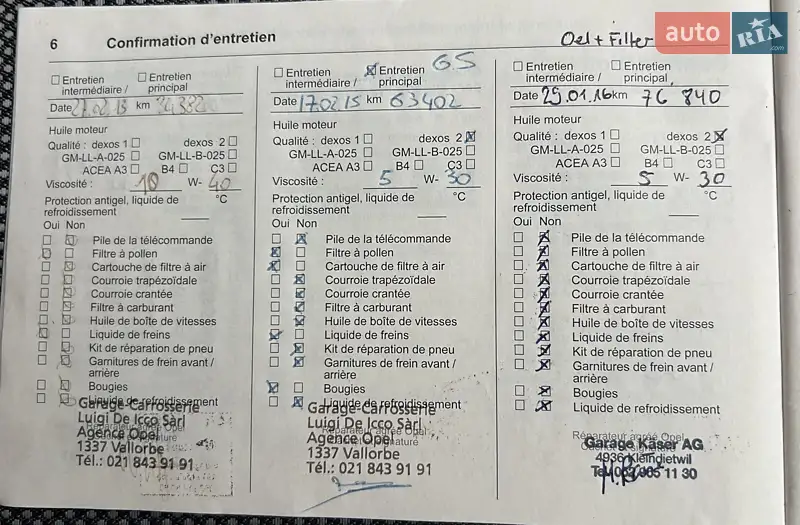 6 Confirmation d'entretien
Oel + Filter
auto RIA.com
Entretien intermédiaire /
Entretien principal
Date 27.02.13 km
Huile moteur
Qualité : dexos 1 dexos 2
GM-LL-A-025 GM-LL-B-025
ACEA A3 B4 C3
Viscosité : 10 W- 40
Protection antigel, liquide de
refroidissement °C
Oui Non
Pile de la télécommande
Filtre à pollen
Cartouche de filtre à air
Courroie trapézoïdale
Courroie crantée
Filtre à carburant
Huile de boîte de vitesses
Liquide de freins
Kit de réparation de pneu
Garnitures de frein avant /
arrière
Bougies
Liquide de refroidissement
Garage-Carrosserie
Luigi De Icco Sàrl
Agence Opel
1337 Vallorbe
Tél.: 021 843 91 91
GS
Entretien intermédiaire /
Entretien principal
Date 17.02.15 km 63402
Huile moteur
Qualité : dexos 1 dexos 2
GM-LL-A-025 GM-LL-B-025
ACEA A3 B4 C3
Viscosité : 5 W- 30
Protection antigel, liquide de
refroidissement °C
Oui Non
Pile de la télécommande
Filtre à pollen
Cartouche de filtre à air
Courroie trapézoïdale
Courroie crantée
Filtre à carburant
Huile de boîte de vitesses
Liquide de freins
Kit de réparation de pneu
Garnitures de frein avant /
arrière
Bougies
Liquide de refroidissement
Réparateur agréé Opel
Garage-Carrosserie
Luigi De Icco Sàrl
Agence Opel
1337 Vallorbe
Tél.: 021 843 91 91
Entretien intermédiaire /
Entretien principal
Date 29.01.16 km 76 840
Huile moteur
Qualité : dexos 1 dexos 2
GM-LL-A-025 GM-LL-B-025
ACEA A3 B4 C3
Viscosité : 5 W- 30
Protection antigel, liquide de
refroidissement °C
Oui Non
Pile de la télécommande
Filtre à pollen
Cartouche de filtre à air
Courroie trapézoïdale
Courroie crantée
Filtre à carburant
Huile de boîte de vitesses
Liquide de freins
Kit de réparation de pneu
Garnitures de frein avant /
arrière
Bougies
Liquide de refroidissement
Réparateur agréé Opel
Garage Käser AG
4936 Kleindietwil